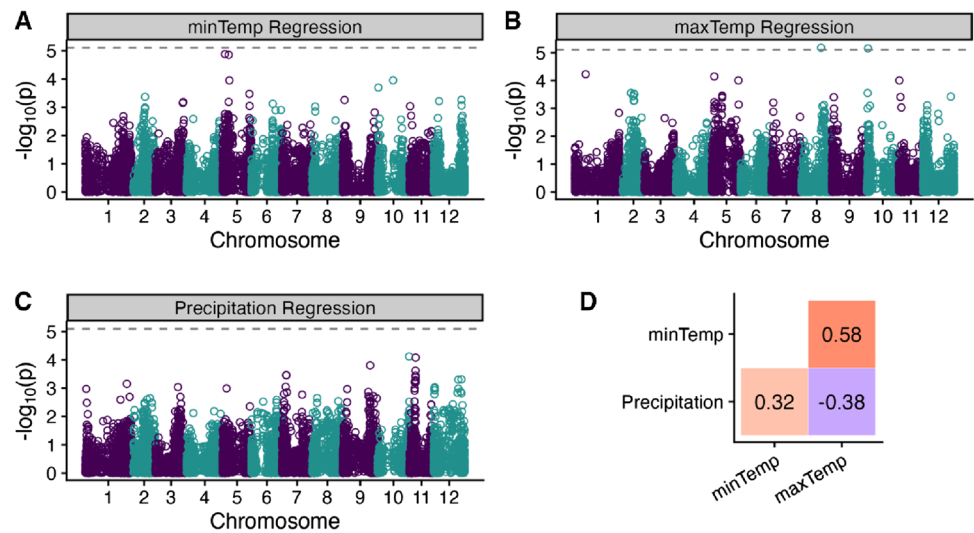 A
minTemp Regression
5
4
3
2
1
0
-log10(p)
1 2 3 4 5 6 7 8 9 10 11 12
Chromosome
B
maxTemp Regression
5
4
3
2
1
0
-log10(p)
1 2 3 4 5 6 7 8 9 10 11 12
Chromosome
C
Precipitation Regression
5
4
3
2
1
0
-log10(p)
1 2 3 4 5 6 7 8 9 10 11 12
Chromosome
D
minTemp 0.58
Precipitation 0.32 -0.38
minTemp maxTemp